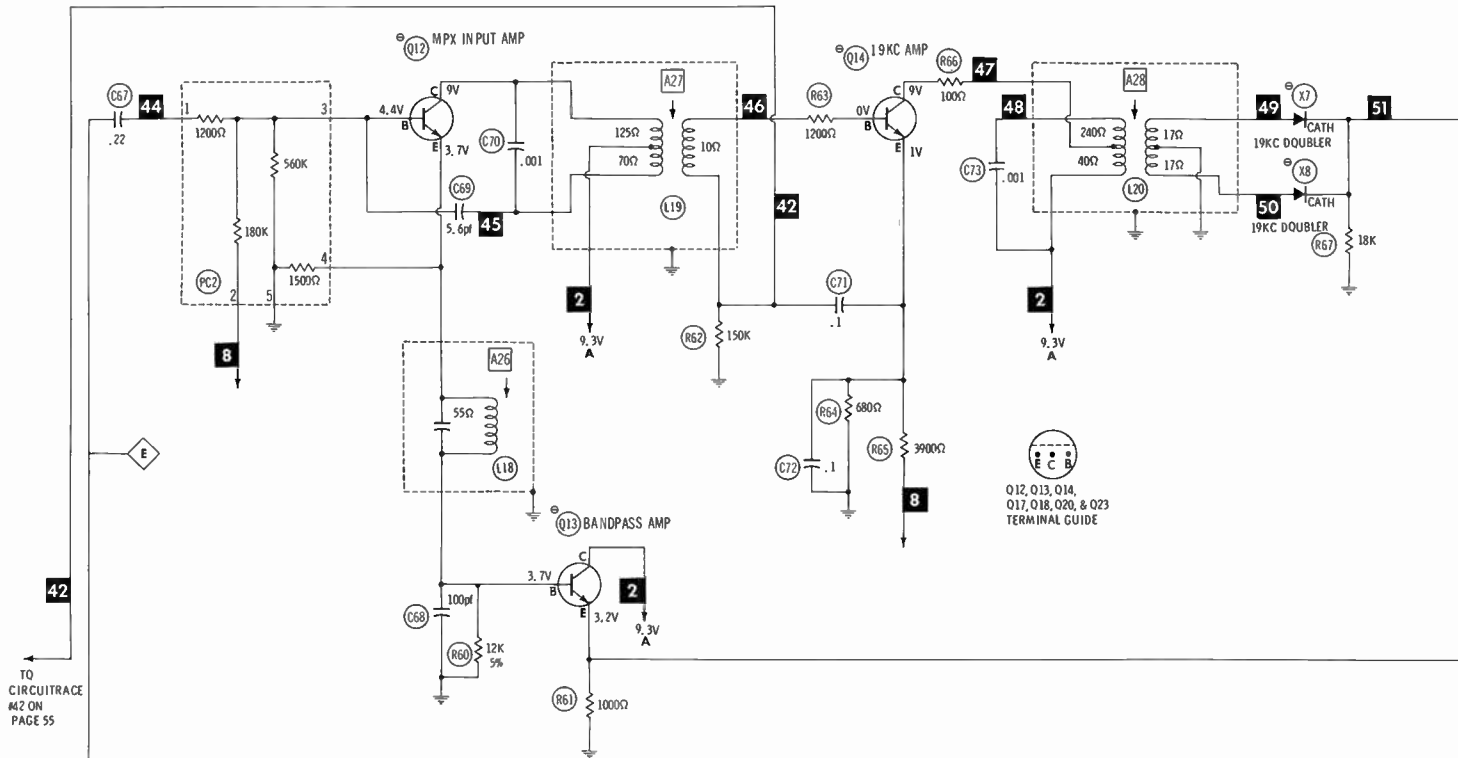 Q12 MPX INPUT AMP
Q14 19KC AMP
C67
.22
44
1
1200Ω
3
560K
180K
1500Ω
4
PC2
2
5
8
4.4V
B
C
9V
E
3.7V
C70
.001
C69
5.6pf
45
A27
125Ω
70Ω
10Ω
L19
2
9.3V
A
46
R63
1200Ω
42
R62
150K
C71
.1
0V
B
C
9V
E
1V
R66
100Ω
47
48
C73
.001
A28
240Ω
40Ω
17Ω
17Ω
L20
2
9.3V
A
49
X7
CATH
19KC DOUBLER
50
X8
CATH
19KC DOUBLER
51
R67
18K
A26
55Ω
L18
E
C72
.1
R64
680Ω
R65
3900Ω
8
E C B
Q12, Q13, Q14,
Q17, Q18, Q20, & Q23
TERMINAL GUIDE
Q13 BANDPASS AMP
3.7V
B
C
E
3.2V
2
9.3V
A
C68
100pf
R60
12K
5%
R61
1000Ω
42
TO
CIRCUITRACE
#42 ON
PAGE 55